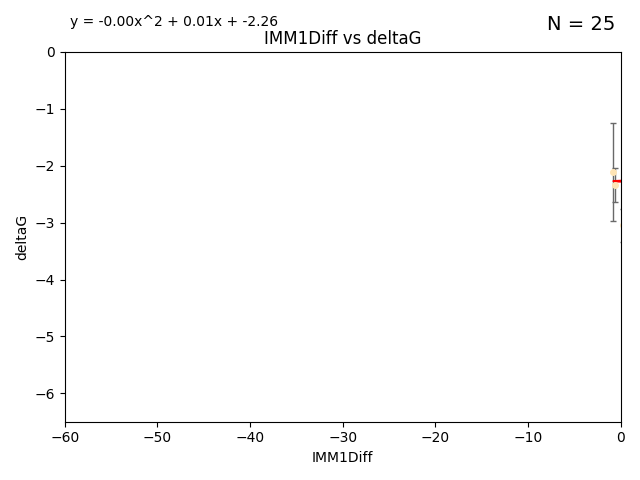 y = -0.00x^2 + 0.01x + -2.26
N = 25
IMM1Diff vs deltaG
0
−1
−2
−3
−4
−5
−6
deltaG
−60
−50
−40
−30
−20
−10
0
IMM1Diff